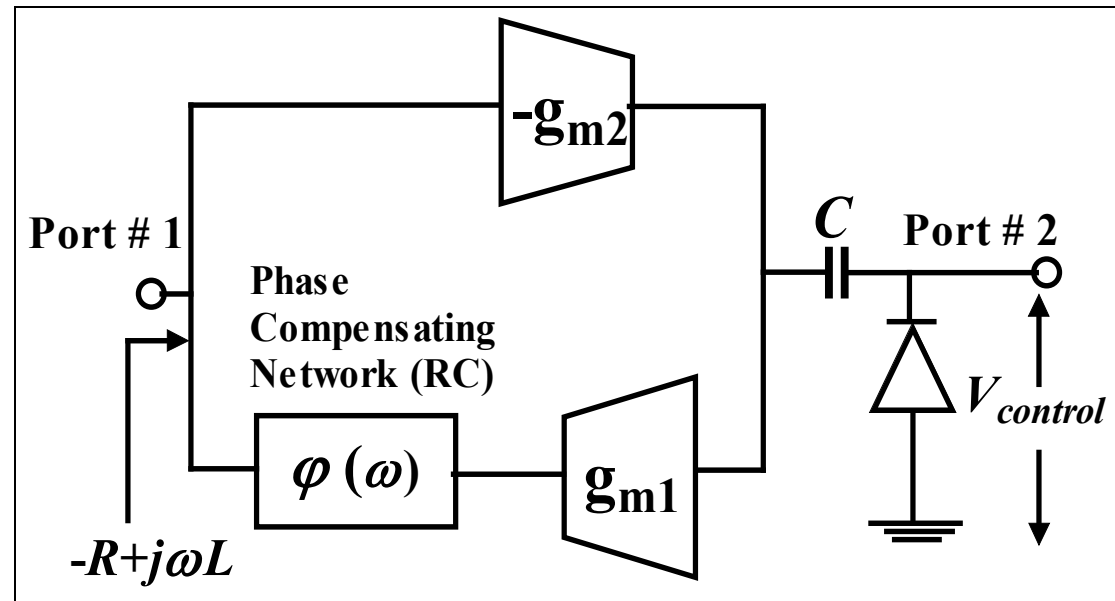 -gm2
Port # 1
C
Port # 2
Phase
Compensating
Network (RC)
φ (ω)
gm1
Vcontrol
-R+jωL